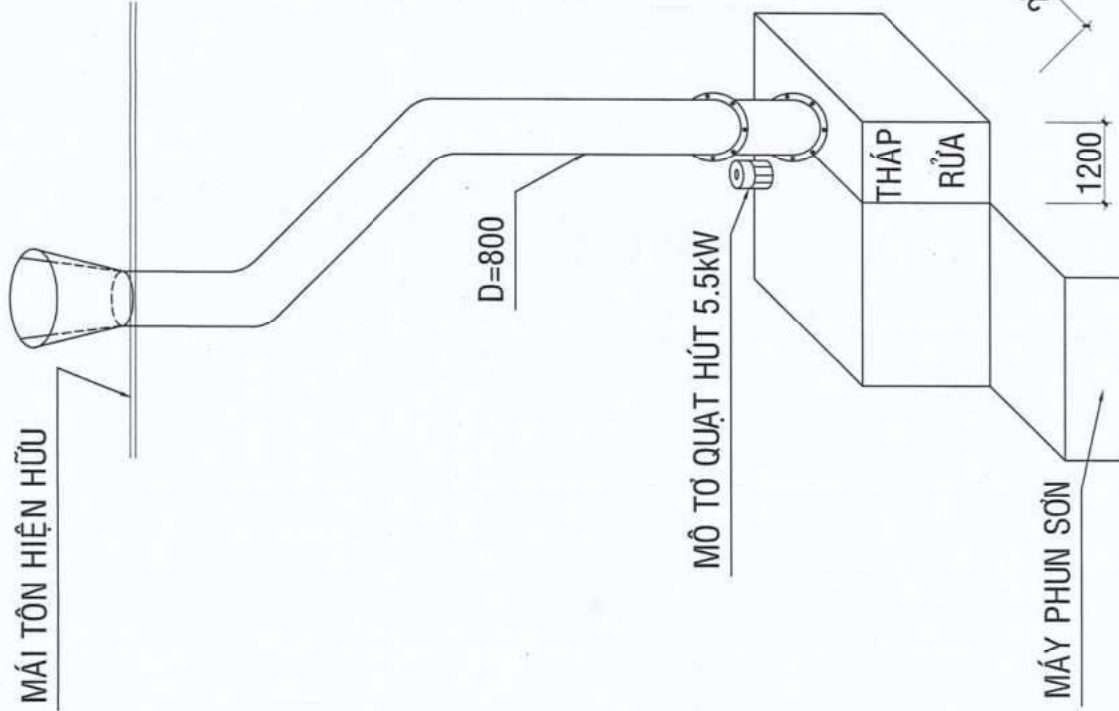 MÁI TÔN HIỆN HỮU
D=800
MÔ TƠ QUẠT HÚT 5.5kW
THÁP
RỬA
1200
MÁY PHUN SƠN